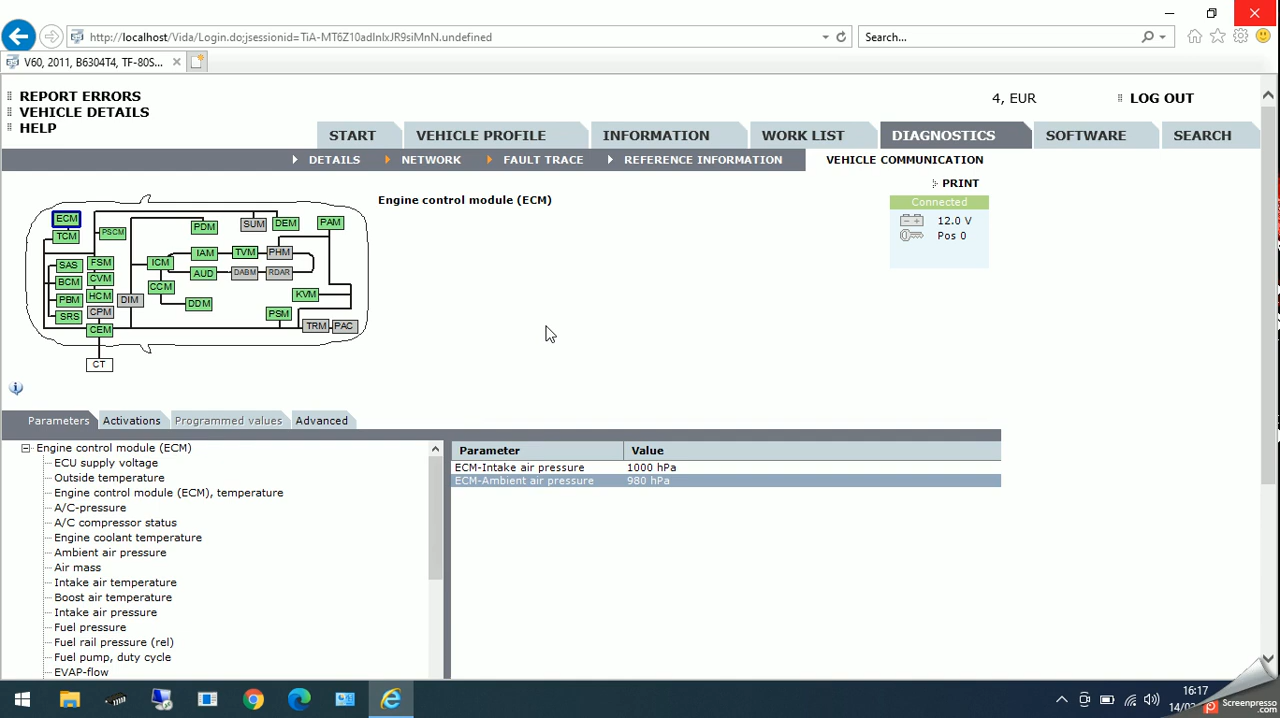 http://localhost/Vida/Login.do;jsessionid=TiA-MT6Z10adlnlxJR9siMnN.undefined
Search...
V60, 2011, B6304T4, TF-80S...
REPORT ERRORS
VEHICLE DETAILS
HELP
4, EUR
LOG OUT
START
VEHICLE PROFILE
INFORMATION
WORK LIST
DIAGNOSTICS
SOFTWARE
SEARCH
DETAILS
NETWORK
FAULT TRACE
REFERENCE INFORMATION
VEHICLE COMMUNICATION
PRINT
Engine control module (ECM)
Connected
12.0 V
Pos 0
ECM
TCM
PSCM
PDM
SUM
DEM
PAM
SAS
FSM
ICM
IAM
TVM
PHM
BCM
CVM
CCM
AUD
DABM
RDAR
PBM
HCM
DIM
DDM
KVM
SRS
CPM
CEM
PSM
TRM
PAC
CT
Parameters
Activations
Programmed values
Advanced
Engine control module (ECM)
ECU supply voltage
Outside temperature
Engine control module (ECM), temperature
A/C-pressure
A/C compressor status
Engine coolant temperature
Ambient air pressure
Air mass
Intake air temperature
Boost air temperature
Intake air pressure
Fuel pressure
Fuel rail pressure (rel)
Fuel pump, duty cycle
EVAP-flow
Parameter Value
ECM-Intake air pressure 1000 hPa
ECM-Ambient air pressure 980 hPa
16:17
Screenpresso
.com